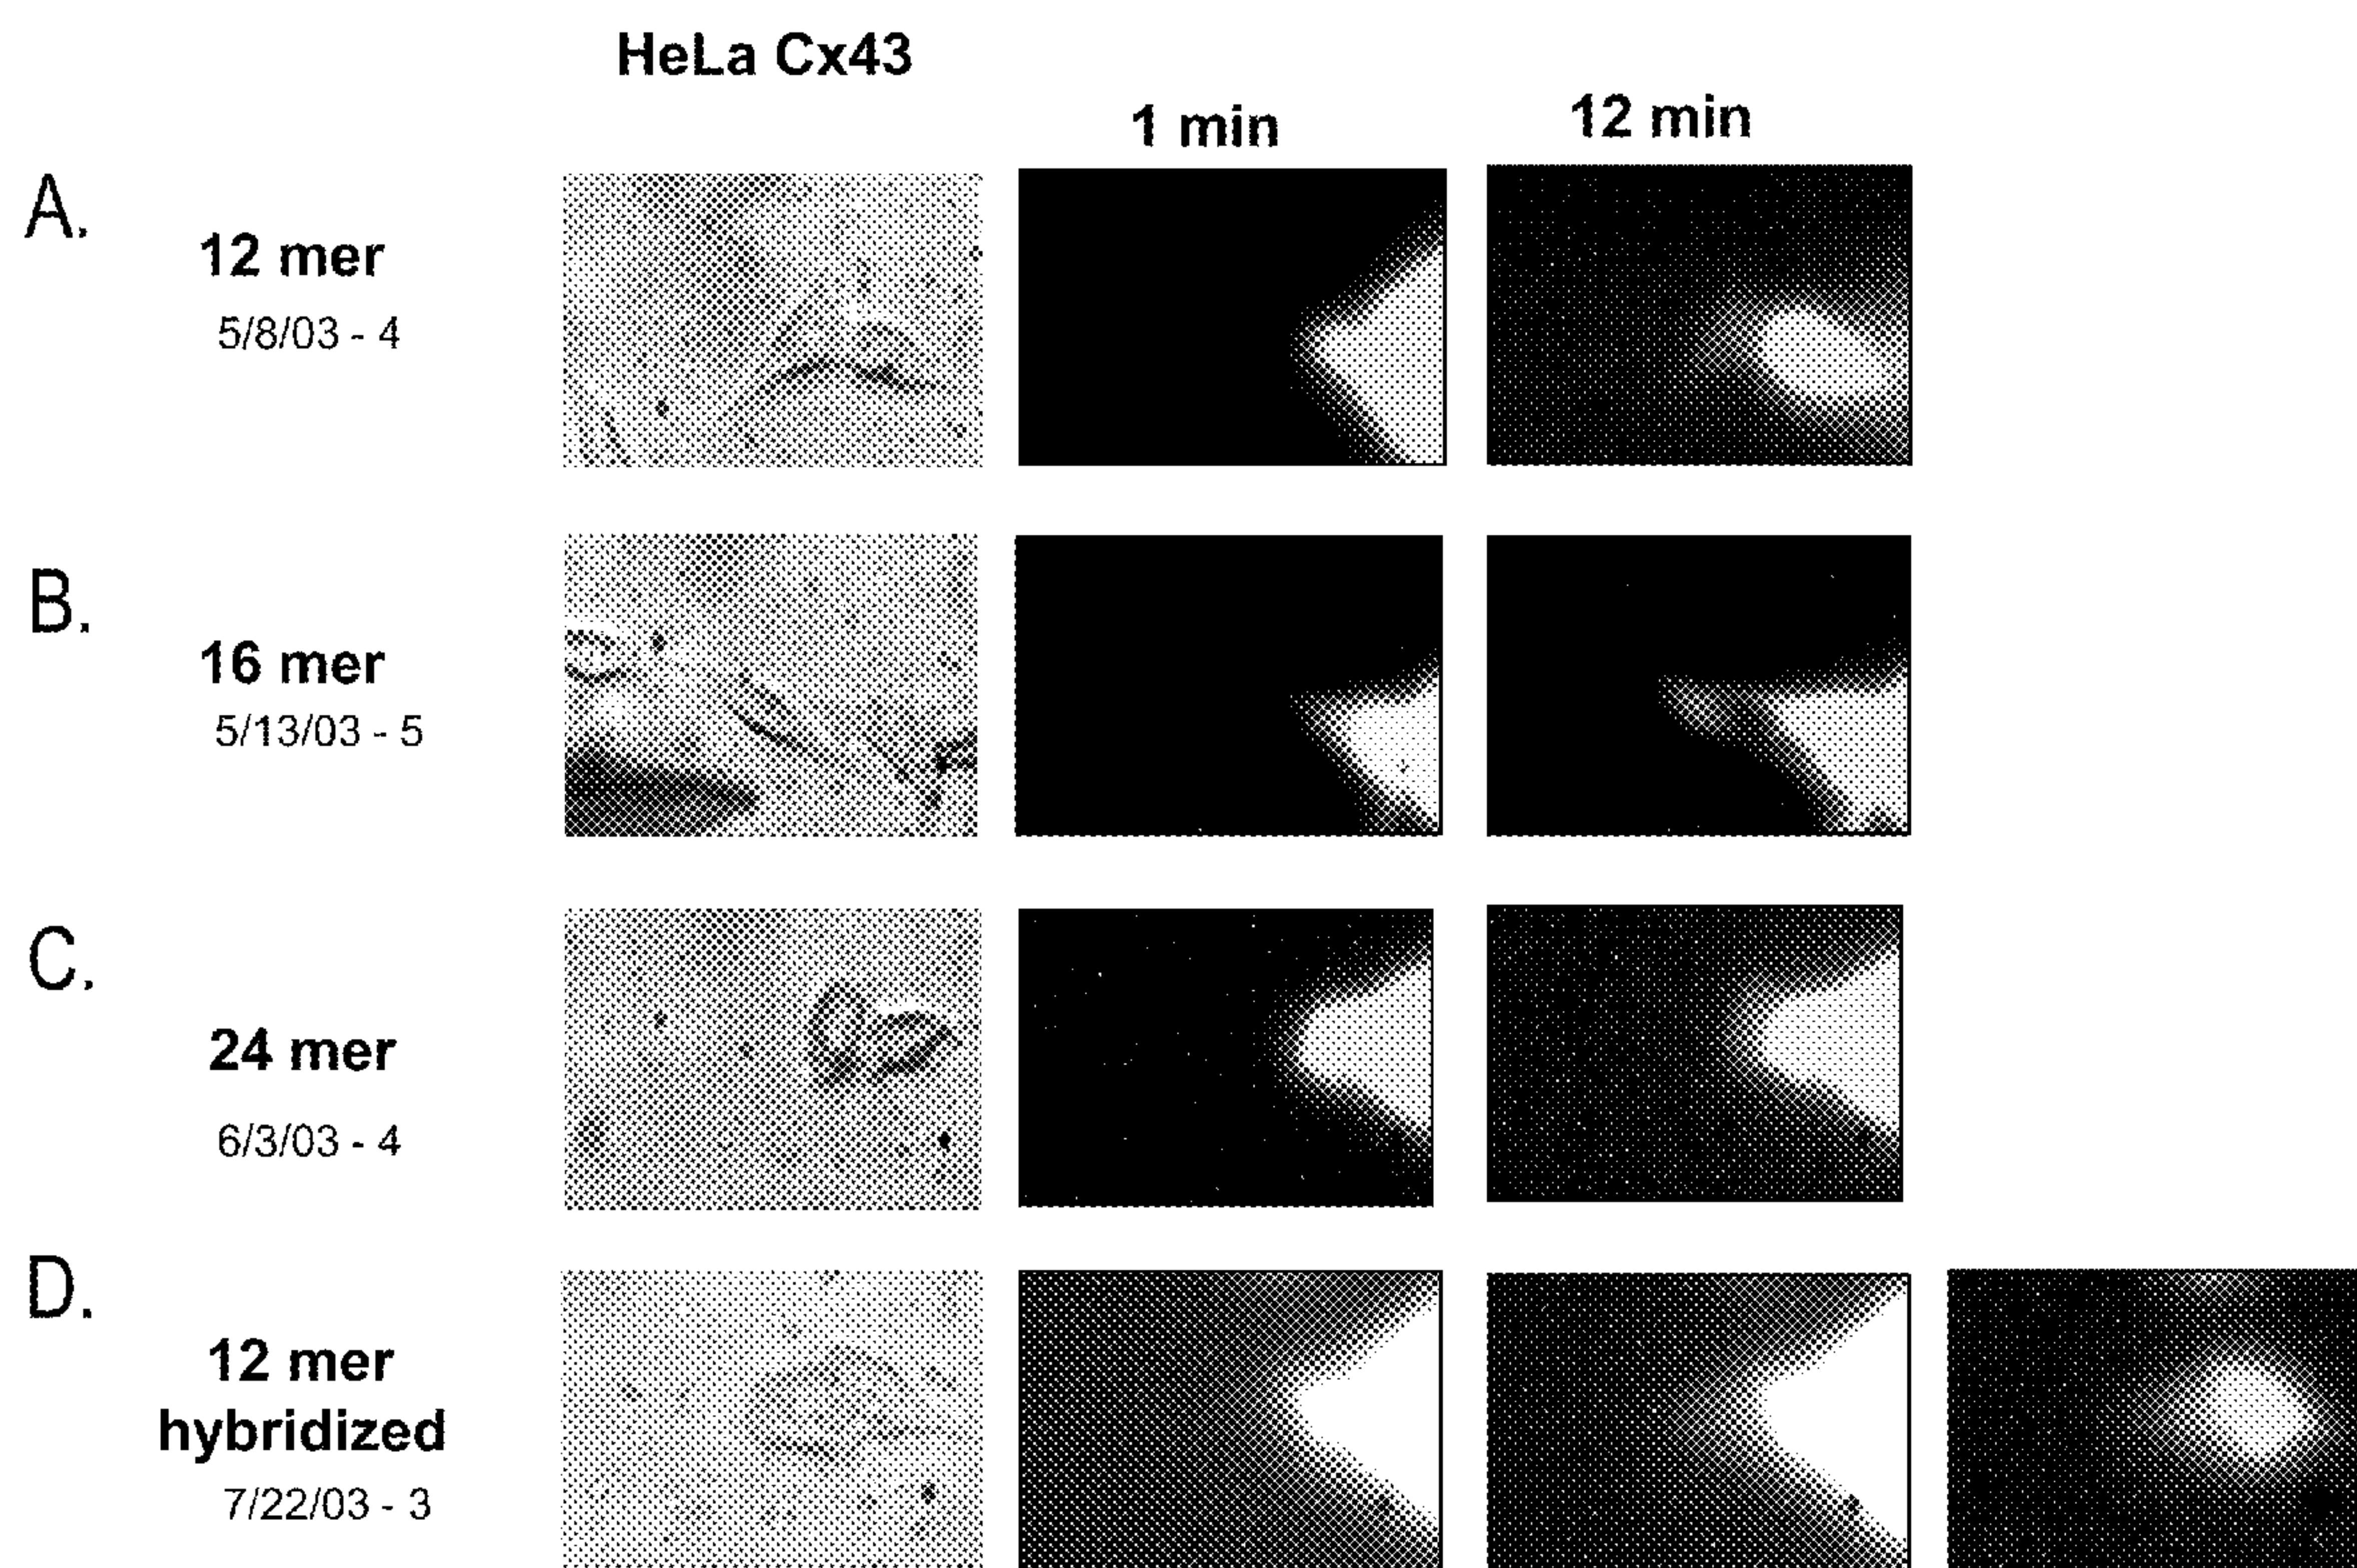 HeLa Cx43
1 min
12 min
A.
12 mer
5/8/03 - 4
B.
16 mer
5/13/03 - 5
C.
24 mer
6/3/03 - 4
D.
12 mer
hybridized
7/22/03 - 3